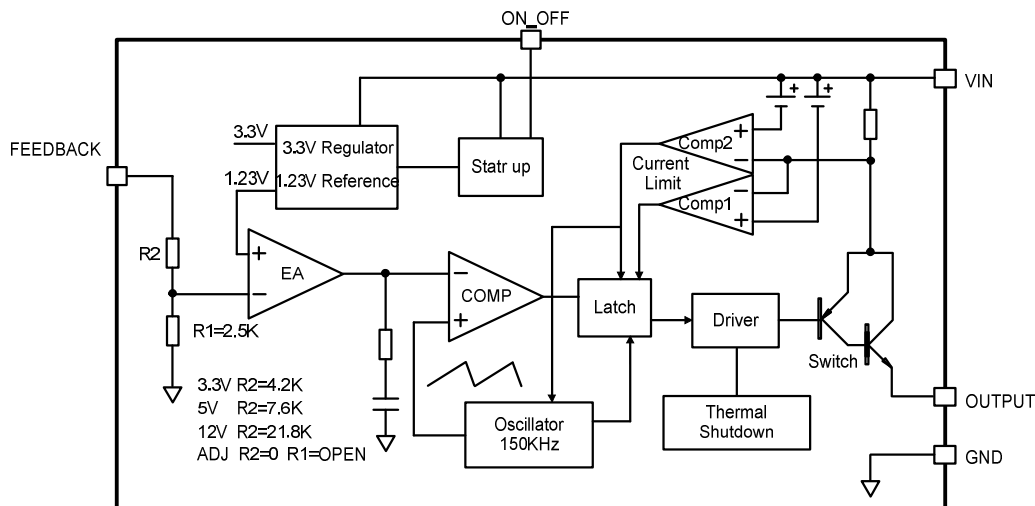 ON_OFF
VIN
FEEDBACK
3.3V
3.3V Regulator
1.23V
1.23V Reference
Statr up
Comp2
Current
Limit
Comp1
+
−
−
+
+
+
R2
+
−
EA
−
+
COMP
Latch
Driver
Switch
R1=2.5K
3.3V R2=4.2K
5V R2=7.6K
12V R2=21.8K
ADJ R2=0 R1=OPEN
Oscillator
150KHz
Thermal
Shutdown
OUTPUT
GND